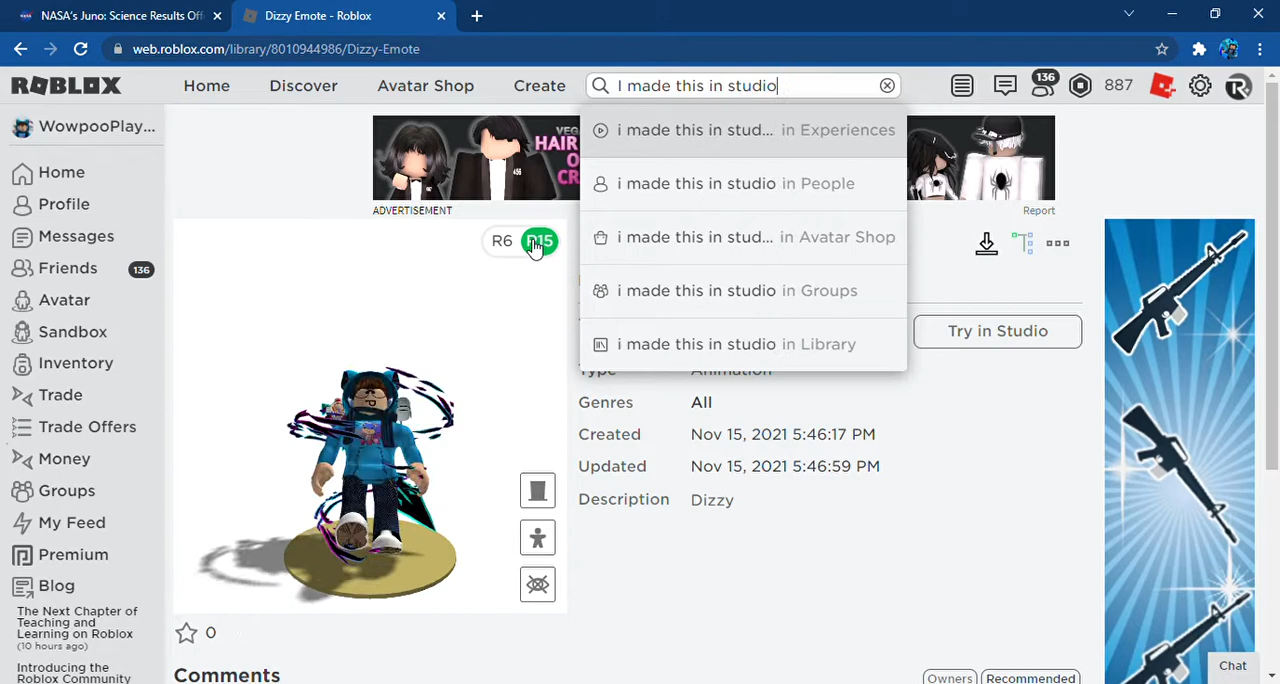 NASA's Juno: Science Results Off
Dizzy Emote - Roblox
web.roblox.com/library/8010944986/Dizzy-Emote
ROBLOX
Home
Discover
Avatar Shop
Create
I made this in studio
136
887
WowpooPlay...
Home
Profile
Messages
Friends
136
Avatar
Sandbox
Inventory
Trade
Trade Offers
Money
Groups
My Feed
Premium
Blog
The Next Chapter of
Teaching and
Learning on Roblox
(10 hours ago)
Introducing the
Roblox Community
HAIR
456
ADVERTISEMENT
Report
i made this in stud... in Experiences
i made this in studio in People
i made this in stud... in Avatar Shop
i made this in studio in Groups
i made this in studio in Library
R6
R15
Try in Studio
Type
Animation
Genres
All
Created
Nov 15, 2021 5:46:17 PM
Updated
Nov 15, 2021 5:46:59 PM
Description
Dizzy
0
Comments
Owners
Recommended
Chat